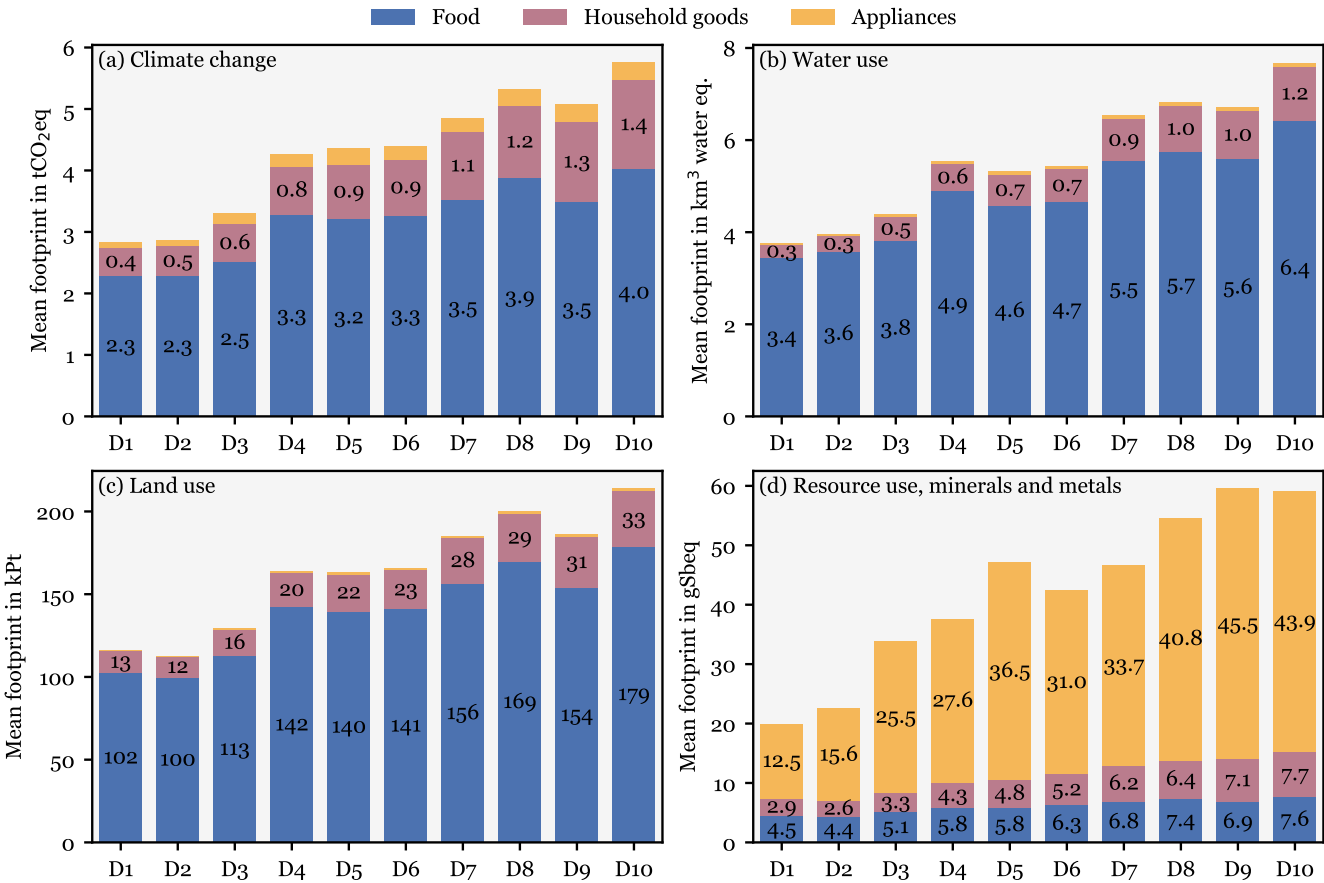 Food Household goods Appliances
(a) Climate change
Mean footprint in tCO₂eq
6
5
4
3
2
1
0
0.4 0.5 0.6 0.8 0.9 0.9 1.1 1.2 1.3 1.4
2.3 2.3 2.5 3.3 3.2 3.3 3.5 3.9 3.5 4.0
D1 D2 D3 D4 D5 D6 D7 D8 D9 D10
(b) Water use
Mean footprint in km³ water eq.
8
6
4
2
0
0.3 0.3 0.5 0.6 0.7 0.7 0.9 1.0 1.0 1.2
3.4 3.6 3.8 4.9 4.6 4.7 5.5 5.7 5.6 6.4
D1 D2 D3 D4 D5 D6 D7 D8 D9 D10
(c) Land use
Mean footprint in kPt
200
150
100
50
0
13 12 16 20 22 23 28 29 31 33
102 100 113 142 140 141 156 169 154 179
D1 D2 D3 D4 D5 D6 D7 D8 D9 D10
(d) Resource use, minerals and metals
Mean footprint in gSbeq
60
50
40
30
20
10
0
12.5 15.6 25.5 27.6 36.5 31.0 33.7 40.8 45.5 43.9
2.9 2.6 3.3 4.3 4.8 5.2 6.2 6.4 7.1 7.7
4.5 4.4 5.1 5.8 5.8 6.3 6.8 7.4 6.9 7.6
D1 D2 D3 D4 D5 D6 D7 D8 D9 D10